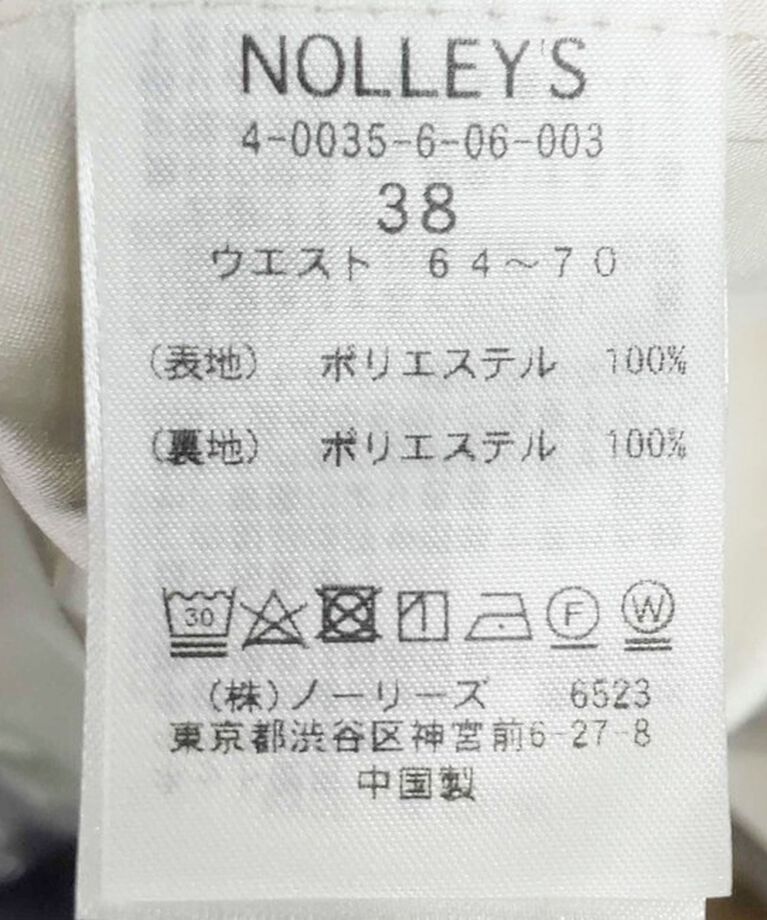 NOLLEY'S
4-0035-6-06-003
38
ウエスト　６４～７０
(表地)　ポリエステル　100%
(裏地)　ポリエステル　100%
30 F W
(株)ノーリーズ　6523
東京都渋谷区神宮前6-27-8
中国製